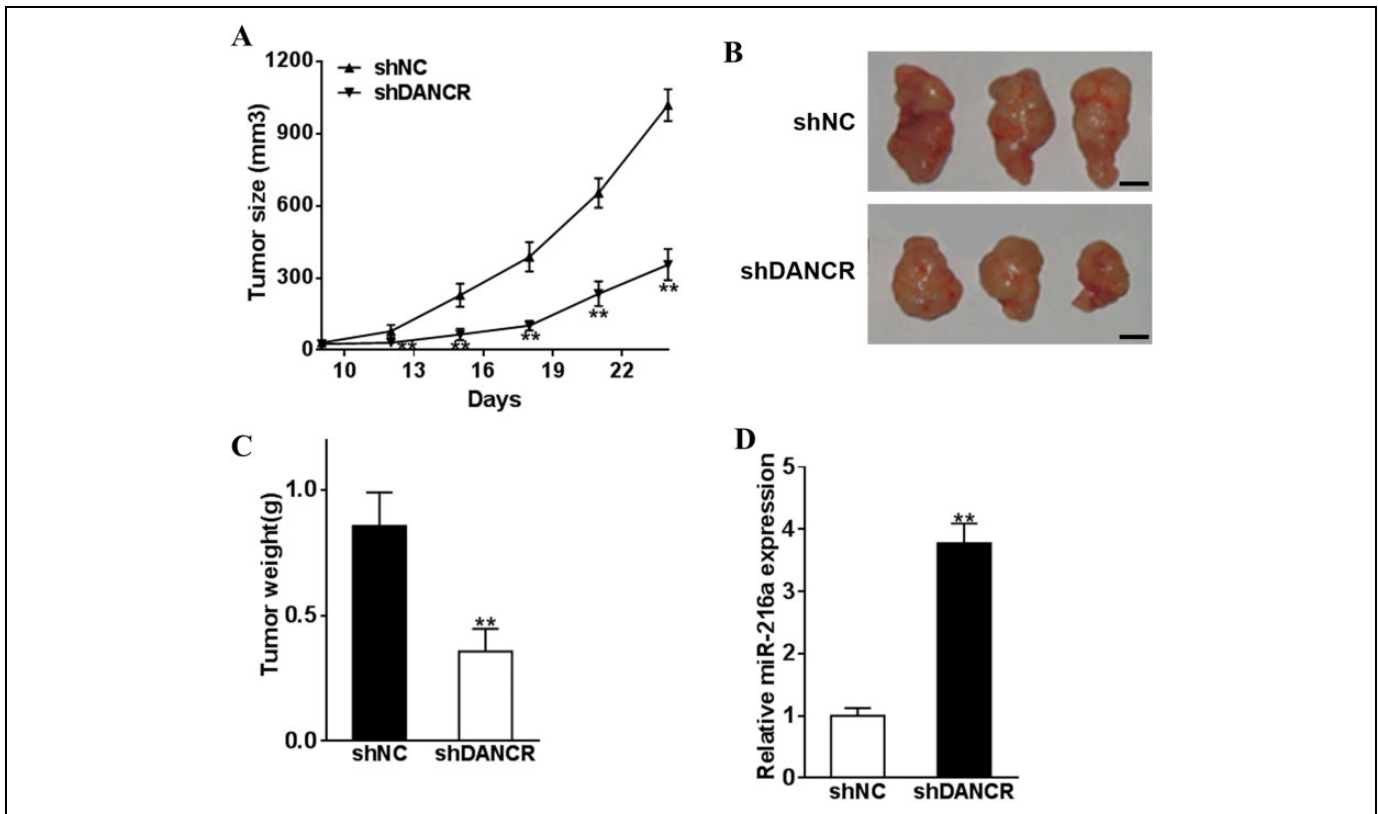 A
1200
900
600
300
0
Tumor size (mm3)
shNC
shDANCR
**
**
**
**
**
10 13 16 19 22
Days
B
shNC
shDANCR
C
Tumor weight(g)
1.0
0.5
0.0
**
shNC shDANCR
D
Relative miR-216a expression
5
4
3
2
1
0
**
shNC shDANCR